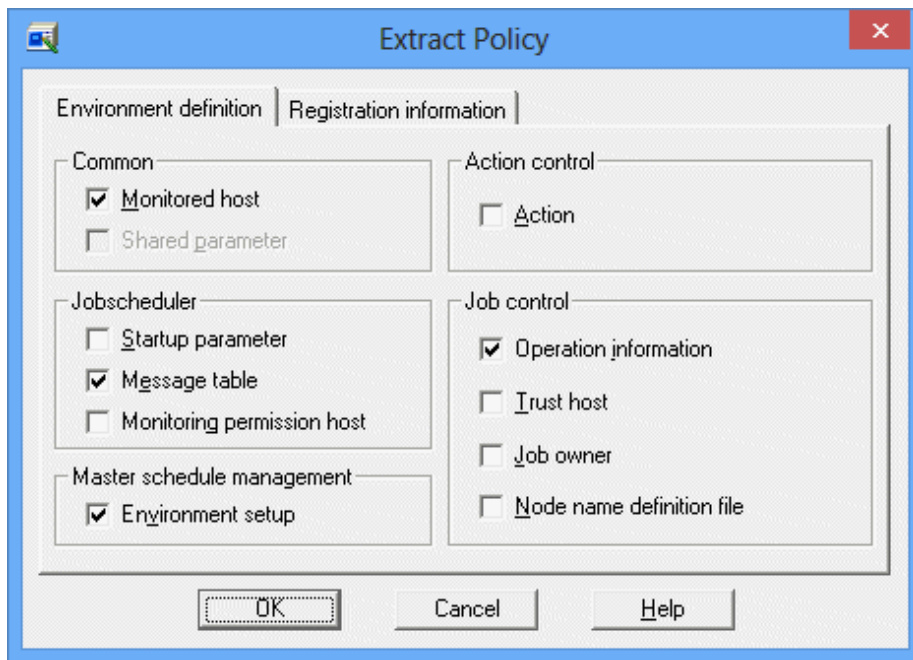 Extract Policy
Environment definition
Registration information
Common
Monitored host
Shared parameter
Action control
Action
Jobscheduler
Startup parameter
Message table
Monitoring permission host
Job control
Operation information
Trust host
Job owner
Node name definition file
Master schedule management
Environment setup
OK
Cancel
Help